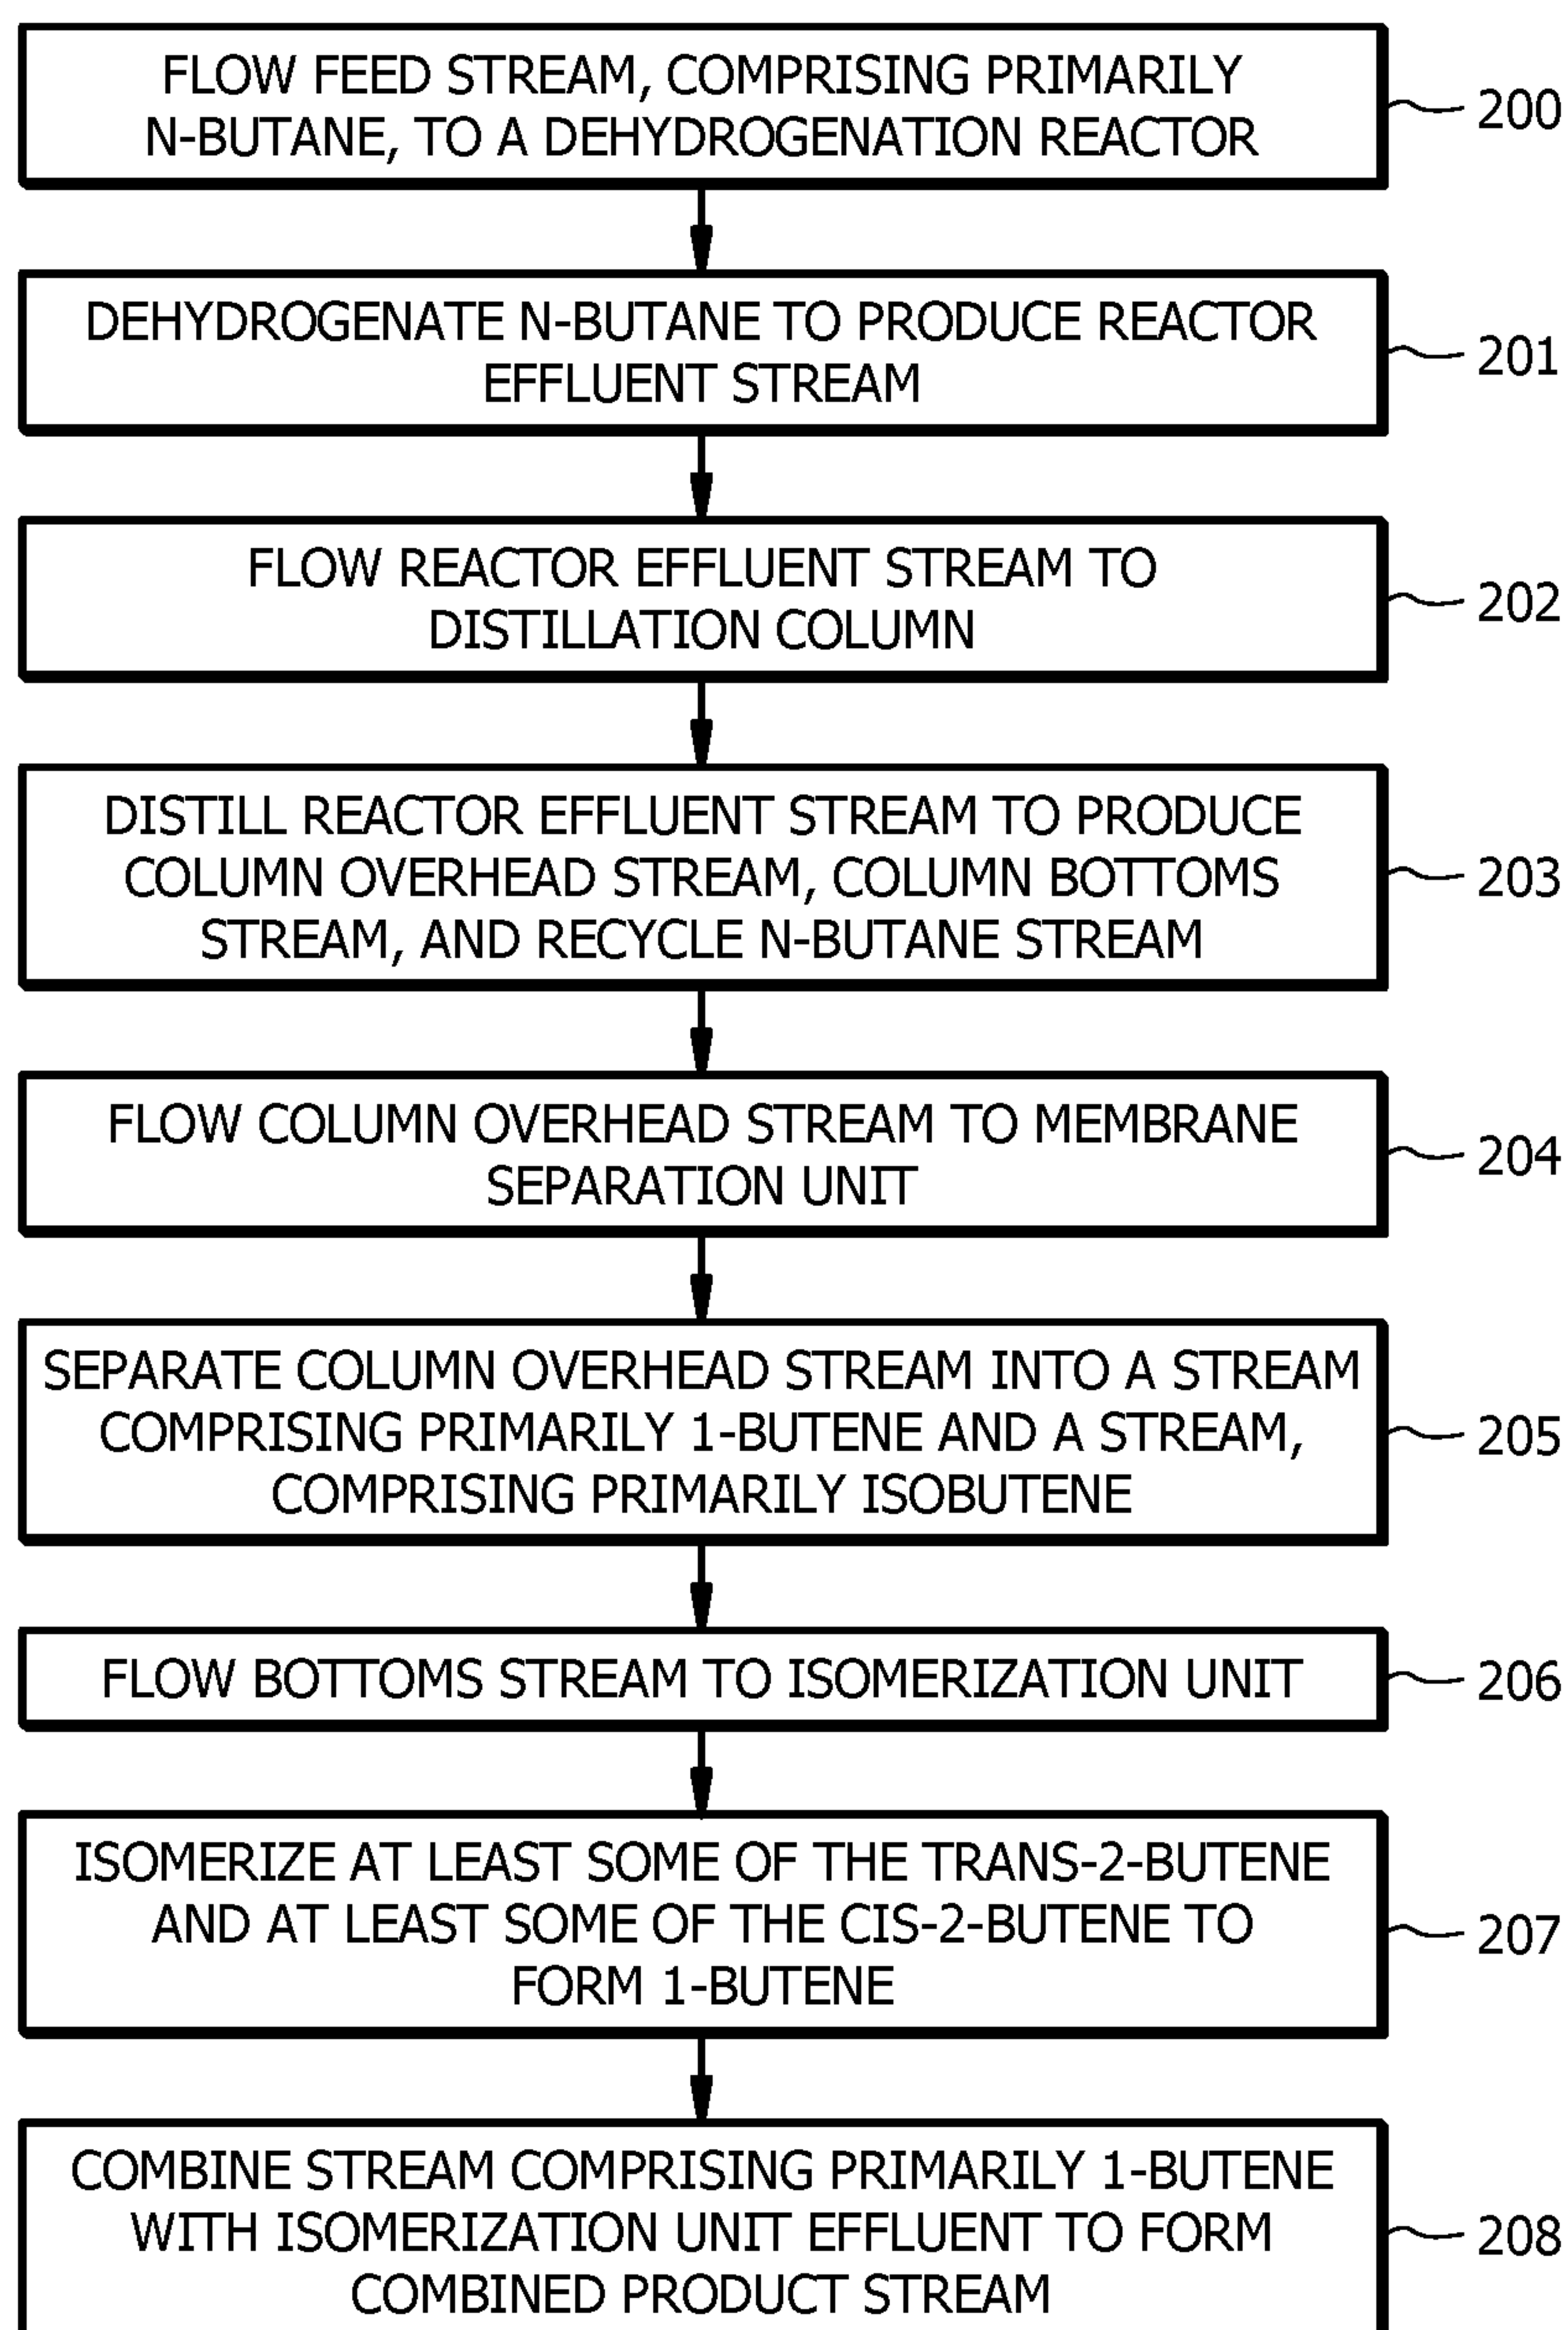 FLOW FEED STREAM, COMPRISING PRIMARILY
N-BUTANE, TO A DEHYDROGENATION REACTOR
200
DEHYDROGENATE N-BUTANE TO PRODUCE REACTOR
EFFLUENT STREAM
201
FLOW REACTOR EFFLUENT STREAM TO
DISTILLATION COLUMN
202
DISTILL REACTOR EFFLUENT STREAM TO PRODUCE
COLUMN OVERHEAD STREAM, COLUMN BOTTOMS
STREAM, AND RECYCLE N-BUTANE STREAM
203
FLOW COLUMN OVERHEAD STREAM TO MEMBRANE
SEPARATION UNIT
204
SEPARATE COLUMN OVERHEAD STREAM INTO A STREAM
COMPRISING PRIMARILY 1-BUTENE AND A STREAM,
COMPRISING PRIMARILY ISOBUTENE
205
FLOW BOTTOMS STREAM TO ISOMERIZATION UNIT
206
ISOMERIZE AT LEAST SOME OF THE TRANS-2-BUTENE
AND AT LEAST SOME OF THE CIS-2-BUTENE TO
FORM 1-BUTENE
207
COMBINE STREAM COMPRISING PRIMARILY 1-BUTENE
WITH ISOMERIZATION UNIT EFFLUENT TO FORM
COMBINED PRODUCT STREAM
208